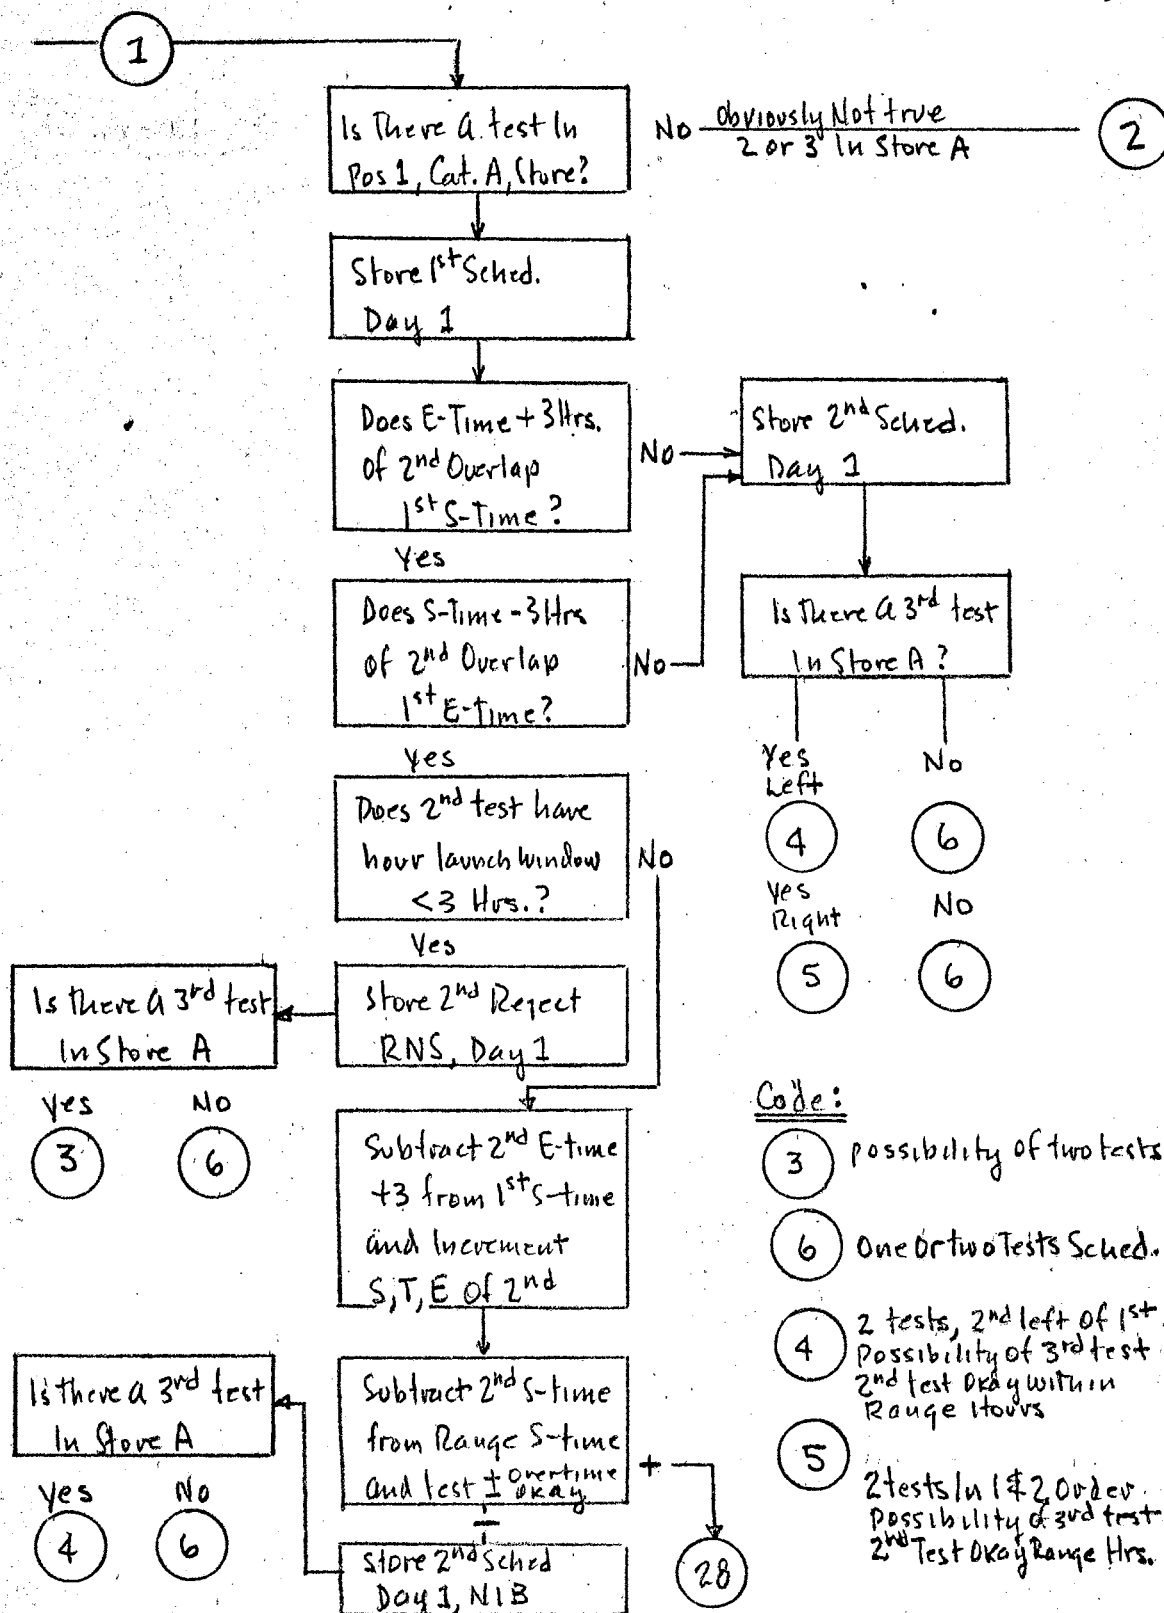 1
Is There a test In
Pos 1, Cat. A, Store?
No
Obviously Not true
2 or 3 In Store A
2
Store 1st Sched.
Day 1
Does E-Time + 3 Hrs.
of 2nd Overlap
1st S-Time?
No
Store 2nd Sched.
Day 1
Yes
Does S-Time - 3 Hrs
of 2nd Overlap
1st E-time?
No
Is There a 3rd test
In Store A?
Yes
Left
No
4
6
Yes
Right
No
5
6
Yes
Does 2nd test have
hour launch window
<3 Hrs.?
No
Yes
Store 2nd Reject
RNS, Day 1
Is there a 3rd test
In Store A
Yes
No
3
6
Subtract 2nd E-time
+3 from 1st S-time
and Increment
S, T, E Of 2nd
Subtract 2nd S-time
from Range S-time
and test ± overtime
okay
+
28
-
Store 2nd Sched
Day 1, NIB
Is there a 3rd test
In Store A
Yes
No
4
6
Code:
3 possibility of two tests
6 One Or two Tests Sched.
4 2 tests, 2nd left of 1st
Possibility of 3rd test
2nd test Okay within
Range Hours
5 2 tests In 1 & 2 Order
Possibility of 3rd test
2nd Test Okay Range Hrs.